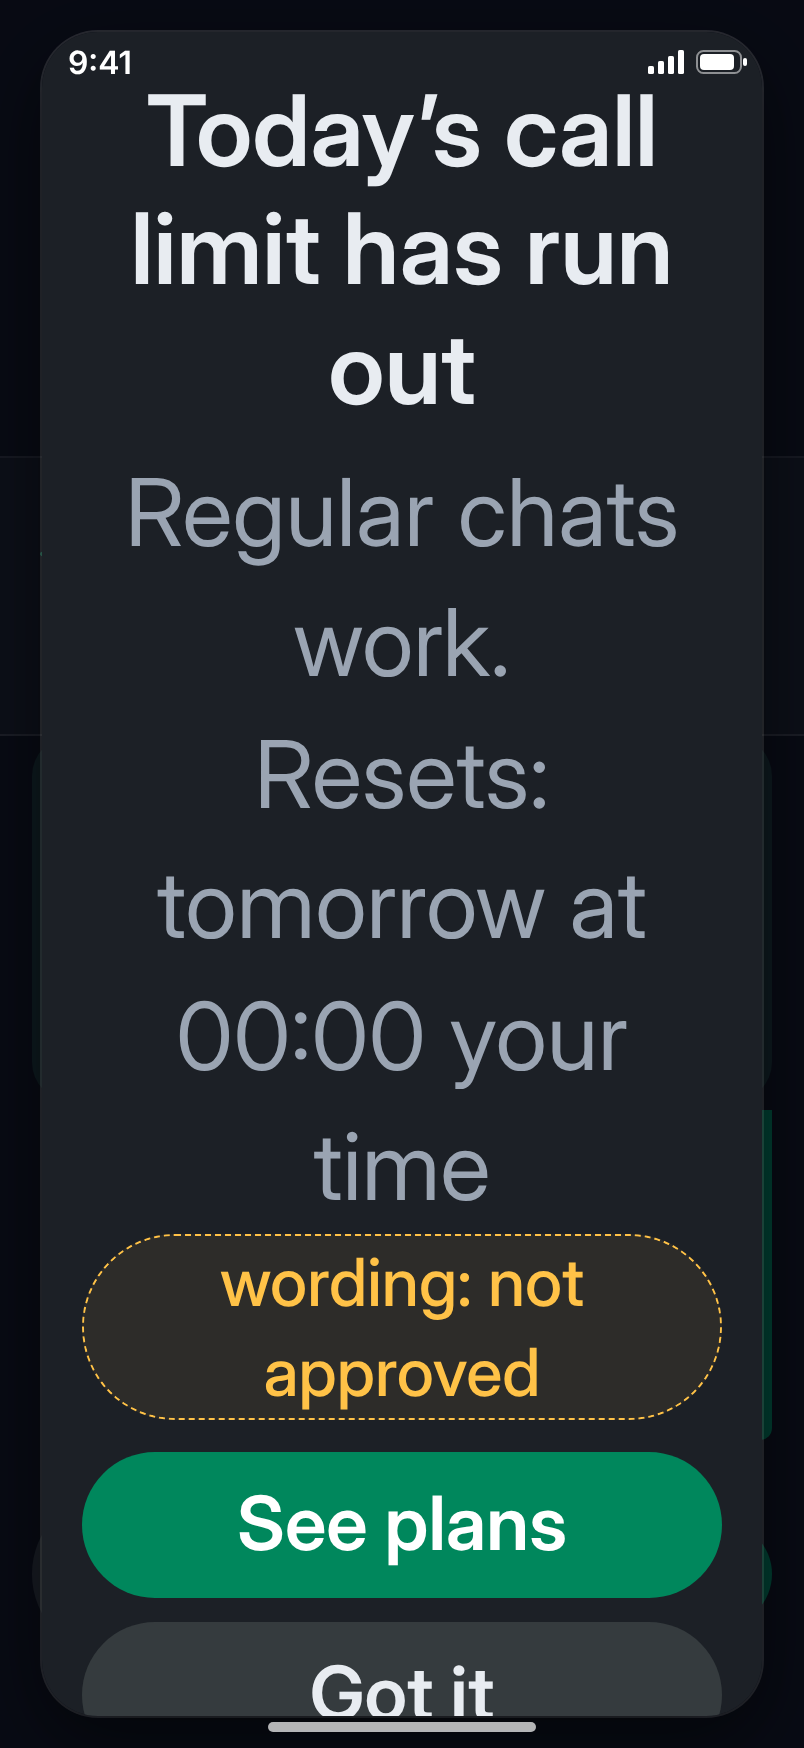 9:41
Today’s call
limit has run
out
Regular chats
work.
Resets:
tomorrow at
00:00 your
time
wording: not
approved
See plans
Got it